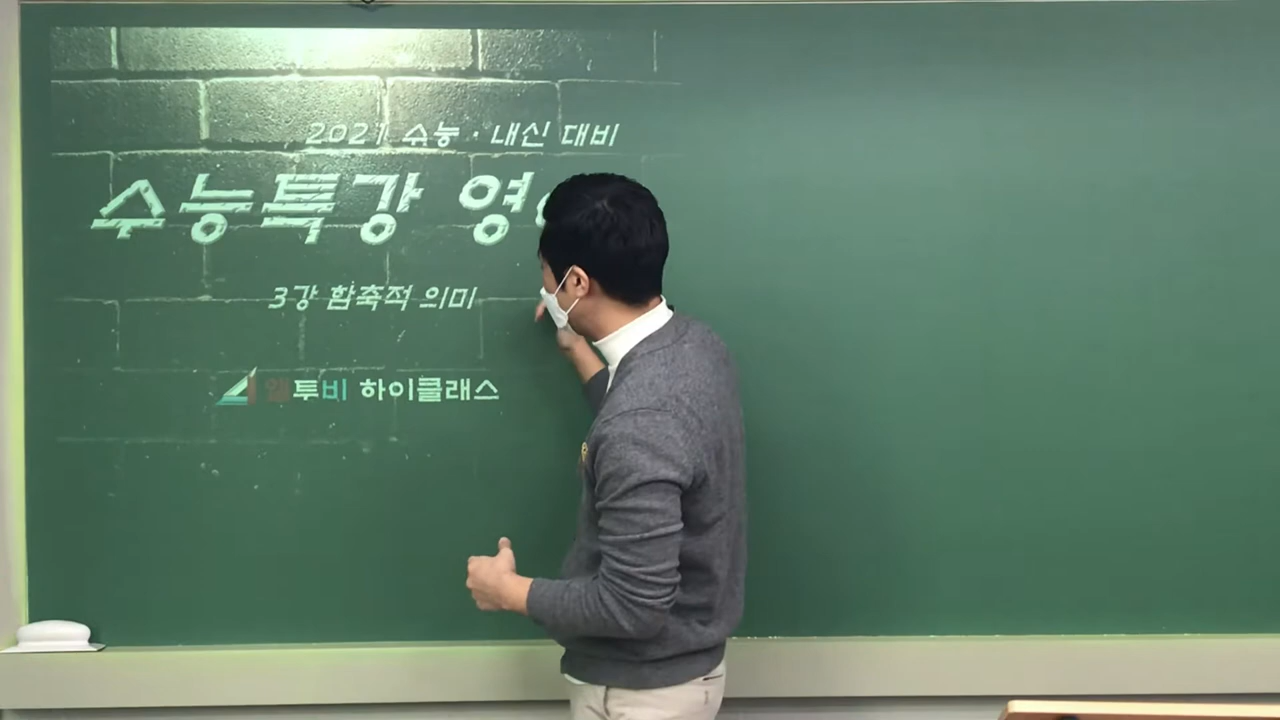 2021 수능·내신 대비
수능특강 영
3강 함축적 의미
엠투비 하이클래스